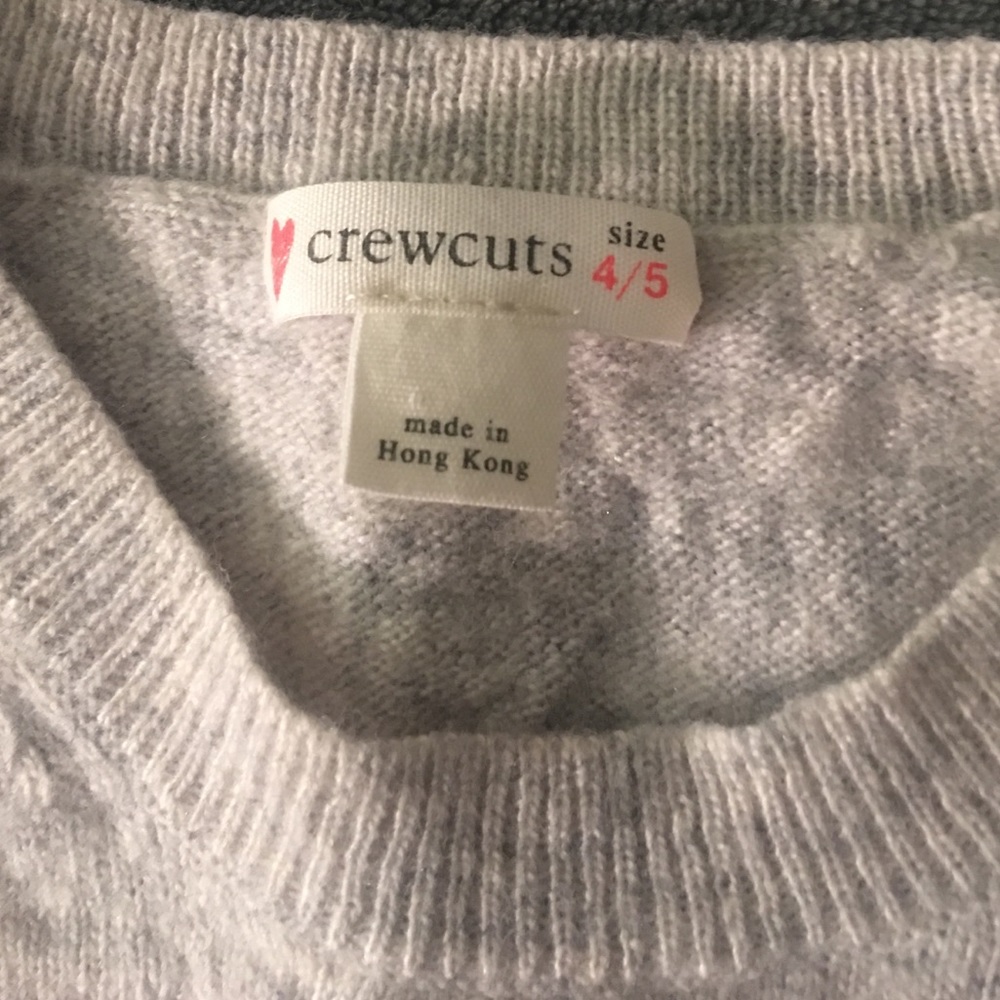 crewcuts
size
4/5
made in
Hong Kong